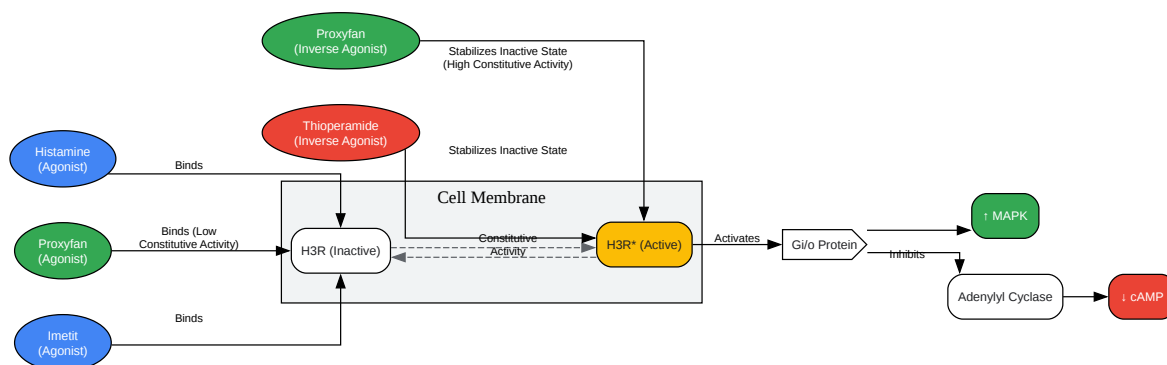 Proxyfan
(Inverse Agonist)
Stabilizes Inactive State
(High Constitutive Activity)
Thioperamide
(Inverse Agonist)
Stabilizes Inactive State
Histamine
(Agonist)
Binds
Cell Membrane
Proxyfan
(Agonist)
Binds (Low
Constitutive Activity)
H3R (Inactive)
Constitutive
Activity
H3R* (Active)
Activates
Gi/o Protein
↑ MAPK
Inhibits
Adenylyl Cyclase
↓ cAMP
Binds
Imetit
(Agonist)